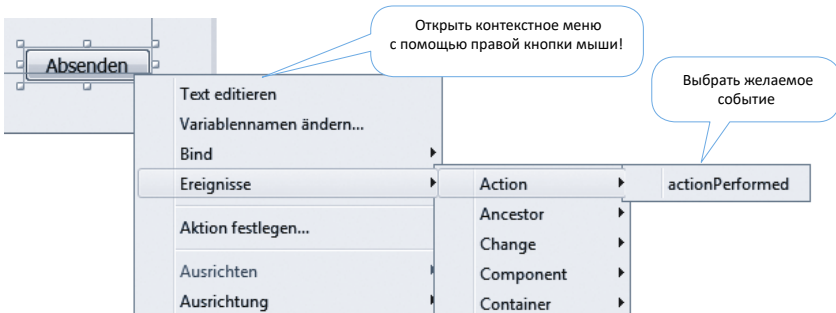 Открыть контекстное меню
с помощью правой кнопки мыши!
Absenden
Выбрать желаемое
событие
Text editieren
Variablennamen ändern...
Bind
Ereignisse
Action
actionPerformed
Ancestor
Aktion festlegen...
Change
Ausrichten
Component
Ausrichtung
Container